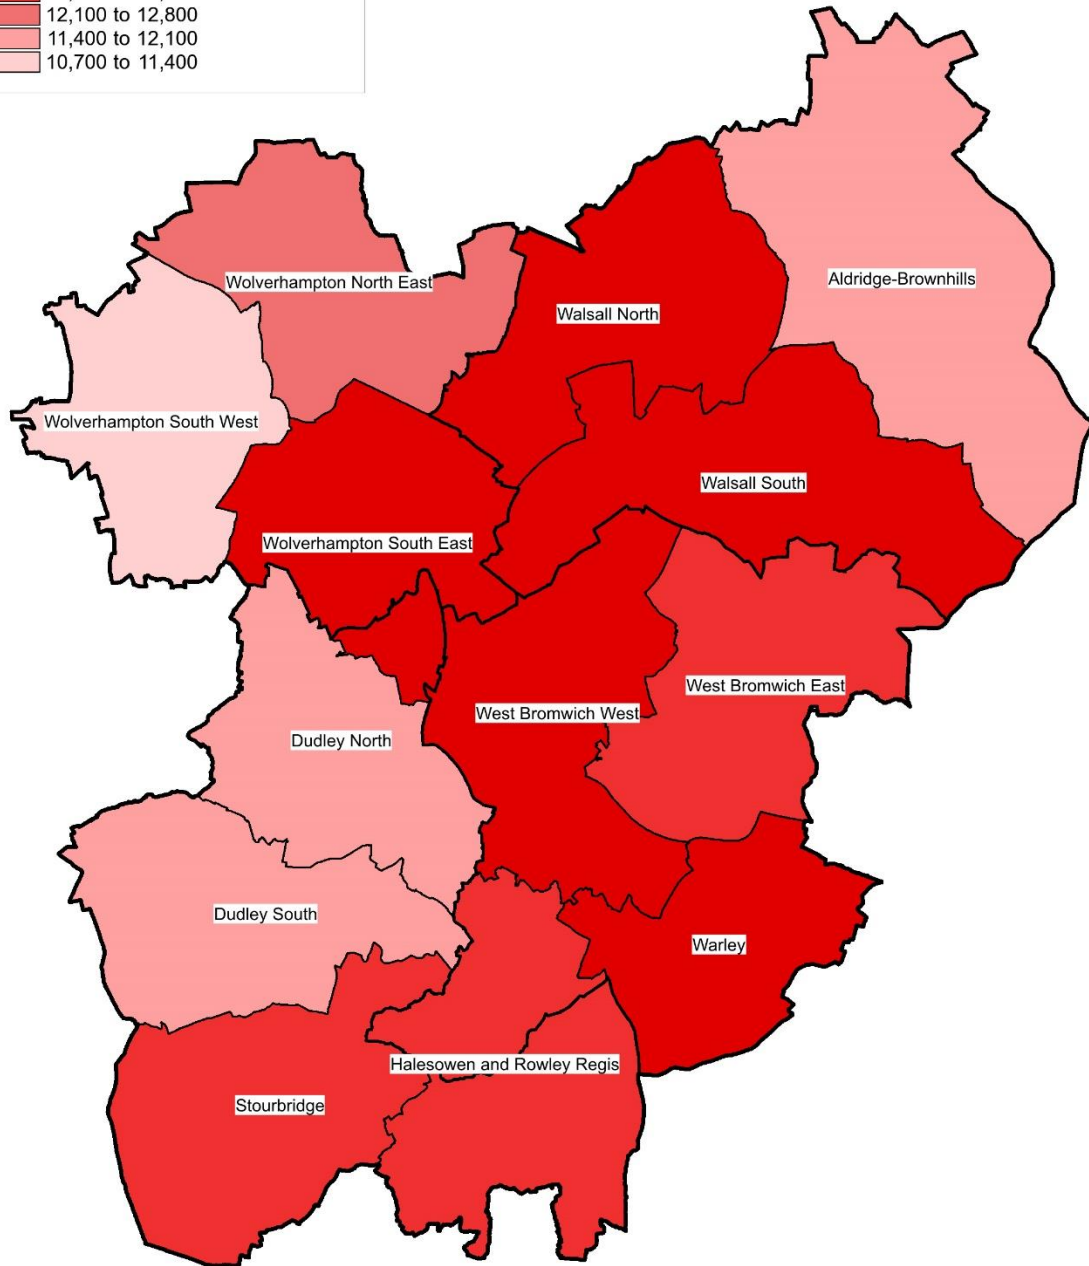 12,100 to 12,800
11,400 to 12,100
10,700 to 11,400
Aldridge-Brownhills
Wolverhampton North East
Walsall North
Wolverhampton South West
Walsall South
Wolverhampton South East
West Bromwich East
West Bromwich West
Dudley North
Dudley South
Warley
Halesowen and Rowley Regis
Stourbridge